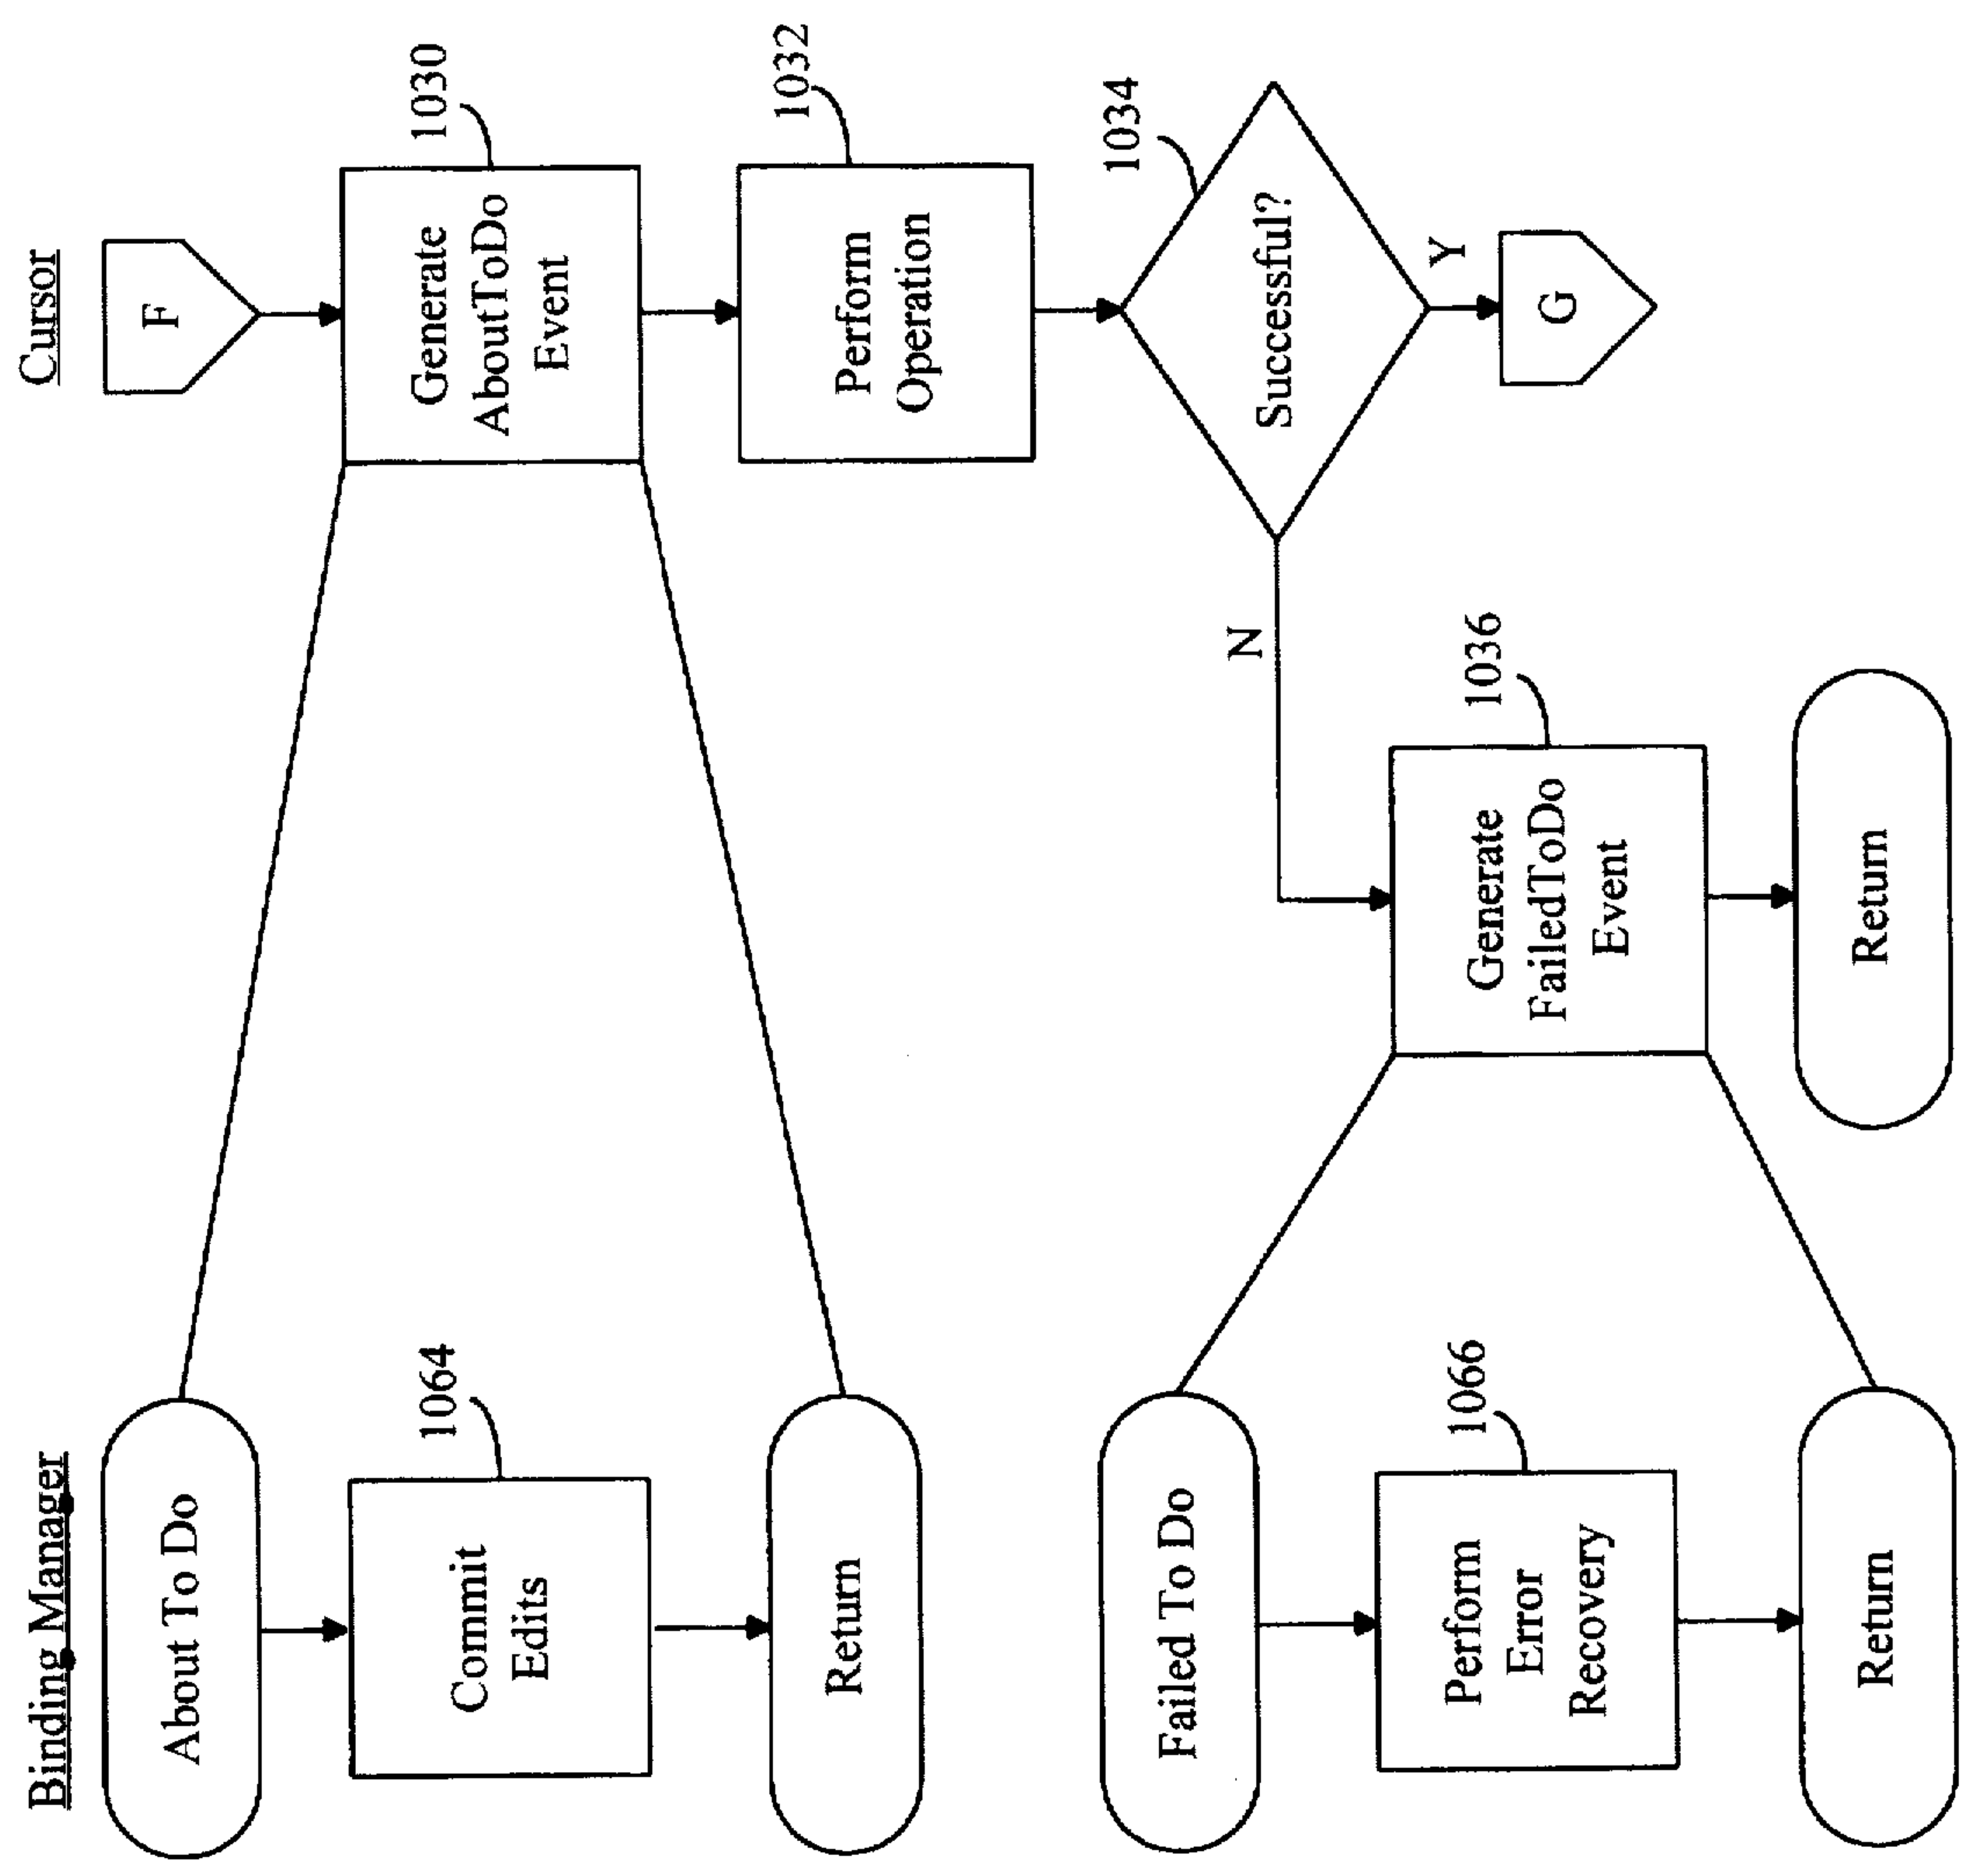 Binding Manager
Cursor
About To Do
1064
Commit
Edits
Return
F
1030
Generate
AboutToDo
Event
1032
Perform
Operation
1034
Successful?
N
Y
G
Failed To Do
1066
Perform
Error
Recovery
Return
1036
Generate
FailedToDo
Event
Return